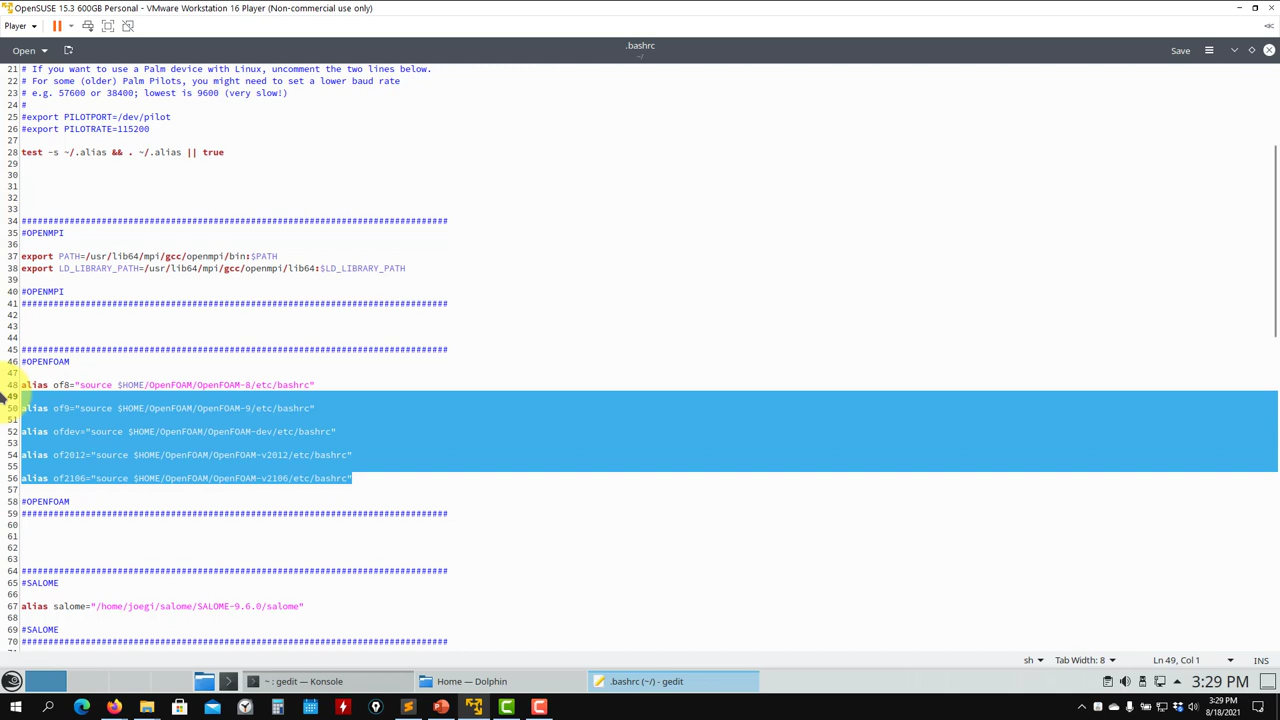 OpenSUSE 15.3 600GB Personal - VMware Workstation 16 Player (Non-commercial use only)
Player
Open
.bashrc
~/
Save
21 # If you want to use a Palm device with Linux, uncomment the two lines below.
22 # For some (older) Palm Pilots, you might need to set a lower baud rate
23 # e.g. 57600 or 38400; lowest is 9600 (very slow!)
24 #
25 #export PILOTPORT=/dev/pilot
26 #export PILOTRATE=115200
27
28 test -s ~/.alias && . ~/.alias || true
29
30
31
32
33
34 ################################################################################
35 #OPENMPI
36
37 export PATH=/usr/lib64/mpi/gcc/openmpi/bin:$PATH
38 export LD_LIBRARY_PATH=/usr/lib64/mpi/gcc/openmpi/lib64:$LD_LIBRARY_PATH
39
40 #OPENMPI
41 ################################################################################
42
43
44
45 ################################################################################
46 #OPENFOAM
47
48 alias of8="source $HOME/OpenFOAM/OpenFOAM-8/etc/bashrc"
49
50 alias of9="source $HOME/OpenFOAM/OpenFOAM-9/etc/bashrc"
51
52 alias ofdev="source $HOME/OpenFOAM/OpenFOAM-dev/etc/bashrc"
53
54 alias of2012="source $HOME/OpenFOAM/OpenFOAM-v2012/etc/bashrc"
55
56 alias of2106="source $HOME/OpenFOAM/OpenFOAM-v2106/etc/bashrc"
57
58 #OPENFOAM
59 ################################################################################
60
61
62
63
64 ################################################################################
65 #SALOME
66
67 alias salome="/home/joegi/salome/SALOME-9.6.0/salome"
68
69 #SALOME
70 ################################################################################
sh Tab Width: 8 Ln 49, Col 1 INS
~ : gedit — Konsole
Home — Dolphin
.bashrc (~/) - gedit
3:29 PM
3:29 PM
8/18/2021